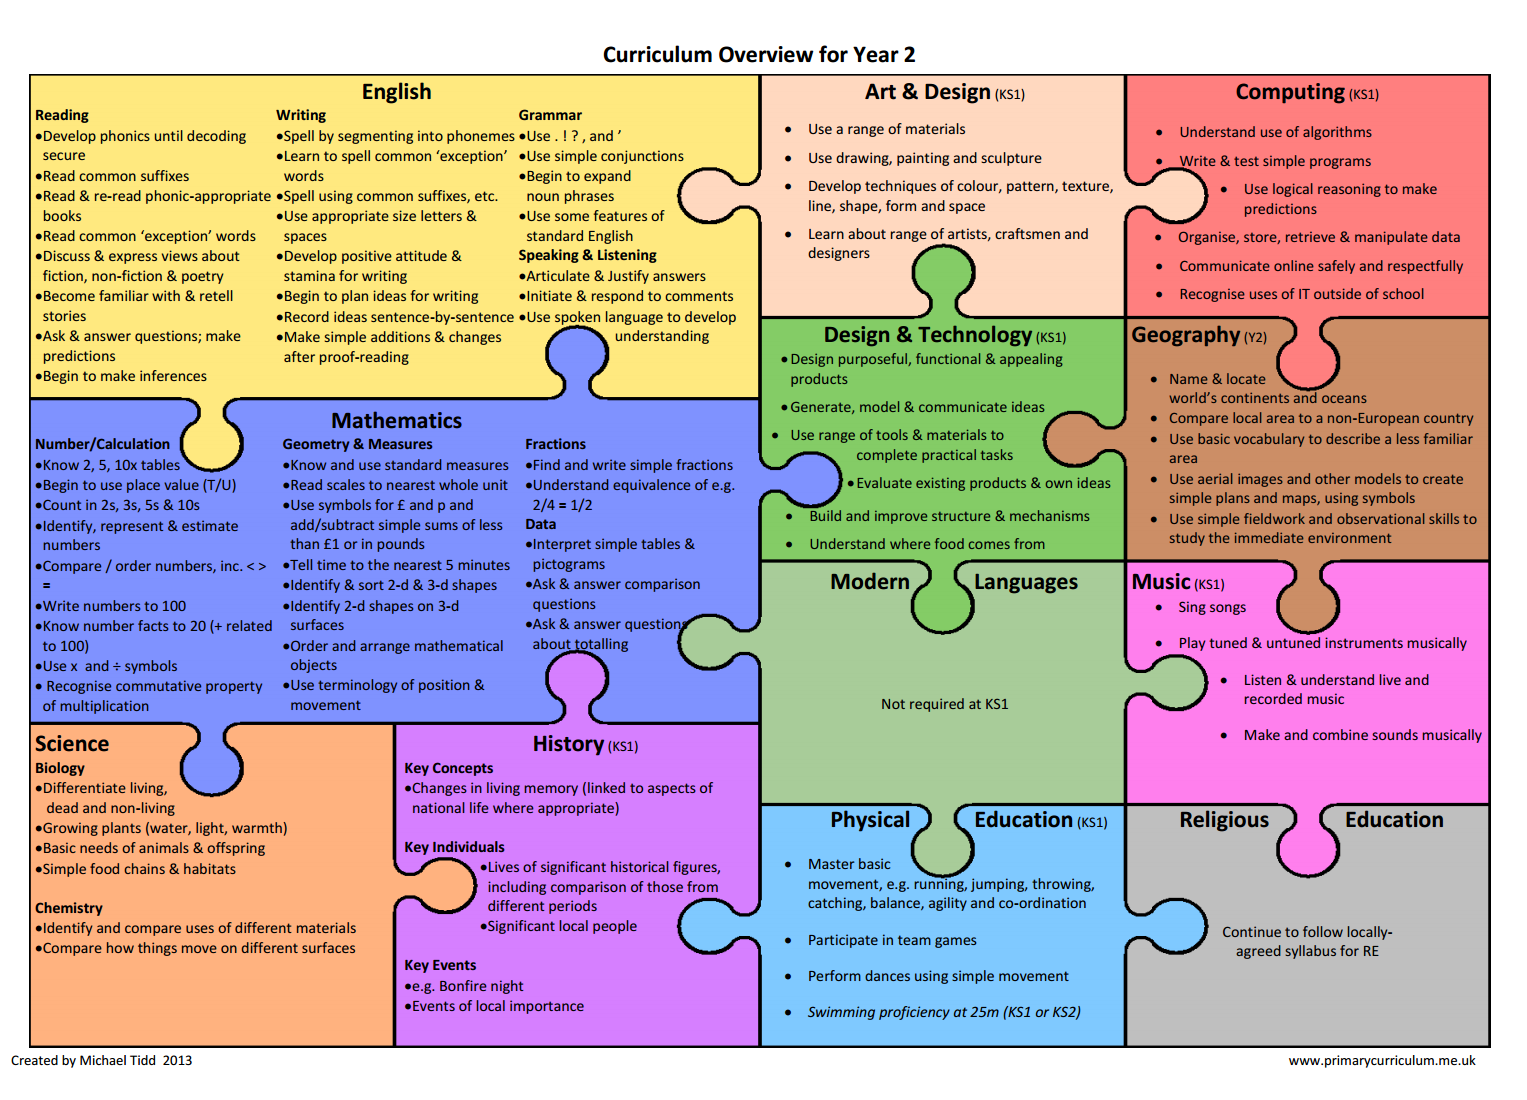 Curriculum Overview for Year 2
English
Reading
•Develop phonics until decoding
secure
•Read common suffixes
•Read & re-read phonic-appropriate
books
•Read common ‘exception’ words
•Discuss & express views about
fiction, non-fiction & poetry
•Become familiar with & retell
stories
•Ask & answer questions; make
predictions
•Begin to make inferences
Writing
•Spell by segmenting into phonemes
•Learn to spell common ‘exception’
words
•Spell using common suffixes, etc.
•Use appropriate size letters &
spaces
•Develop positive attitude &
stamina for writing
•Begin to plan ideas for writing
•Record ideas sentence-by-sentence
•Make simple additions & changes
after proof-reading
Grammar
•Use . ! ? , and ’
•Use simple conjunctions
•Begin to expand
noun phrases
•Use some features of
standard English
Speaking & Listening
•Articulate & Justify answers
•Initiate & respond to comments
•Use spoken language to develop
understanding
Art & Design (KS1)
• Use a range of materials
• Use drawing, painting and sculpture
• Develop techniques of colour, pattern, texture,
line, shape, form and space
• Learn about range of artists, craftsmen and
designers
Computing (KS1)
• Understand use of algorithms
• Write & test simple programs
• Use logical reasoning to make
predictions
• Organise, store, retrieve & manipulate data
• Communicate online safely and respectfully
• Recognise uses of IT outside of school
Mathematics
Number/Calculation
•Know 2, 5, 10x tables
•Begin to use place value (T/U)
•Count in 2s, 3s, 5s & 10s
•Identify, represent & estimate
numbers
•Compare / order numbers, inc. < >
=
•Write numbers to 100
•Know number facts to 20 (+ related
to 100)
•Use x and ÷ symbols
• Recognise commutative property
of multiplication
Geometry & Measures
•Know and use standard measures
•Read scales to nearest whole unit
•Use symbols for £ and p and
add/subtract simple sums of less
than £1 or in pounds
•Tell time to the nearest 5 minutes
•Identify & sort 2-d & 3-d shapes
•Identify 2-d shapes on 3-d
surfaces
•Order and arrange mathematical
objects
•Use terminology of position &
movement
Fractions
•Find and write simple fractions
•Understand equivalence of e.g.
2/4 = 1/2
Data
•Interpret simple tables &
pictograms
•Ask & answer comparison
questions
•Ask & answer questions
about totalling
Design & Technology (KS1)
• Design purposeful, functional & appealing
products
• Generate, model & communicate ideas
• Use range of tools & materials to
complete practical tasks
• Evaluate existing products & own ideas
• Build and improve structure & mechanisms
• Understand where food comes from
Geography (Y2)
• Name & locate
world’s continents and oceans
• Compare local area to a non-European country
• Use basic vocabulary to describe a less familiar
area
• Use aerial images and other models to create
simple plans and maps, using symbols
• Use simple fieldwork and observational skills to
study the immediate environment
Modern Languages
Not required at KS1
Music (KS1)
• Sing songs
• Play tuned & untuned instruments musically
• Listen & understand live and
recorded music
• Make and combine sounds musically
Science
Biology
•Differentiate living,
dead and non-living
•Growing plants (water, light, warmth)
•Basic needs of animals & offspring
•Simple food chains & habitats
Chemistry
•Identify and compare uses of different materials
•Compare how things move on different surfaces
History (KS1)
Key Concepts
•Changes in living memory (linked to aspects of
national life where appropriate)
Key Individuals
•Lives of significant historical figures,
including comparison of those from
different periods
•Significant local people
Key Events
•e.g. Bonfire night
•Events of local importance
Physical Education (KS1)
• Master basic
movement, e.g. running, jumping, throwing,
catching, balance, agility and co-ordination
• Participate in team games
• Perform dances using simple movement
• Swimming proficiency at 25m (KS1 or KS2)
Religious Education
Continue to follow locally-
agreed syllabus for RE
Created by Michael Tidd 2013
www.primarycurriculum.me.uk